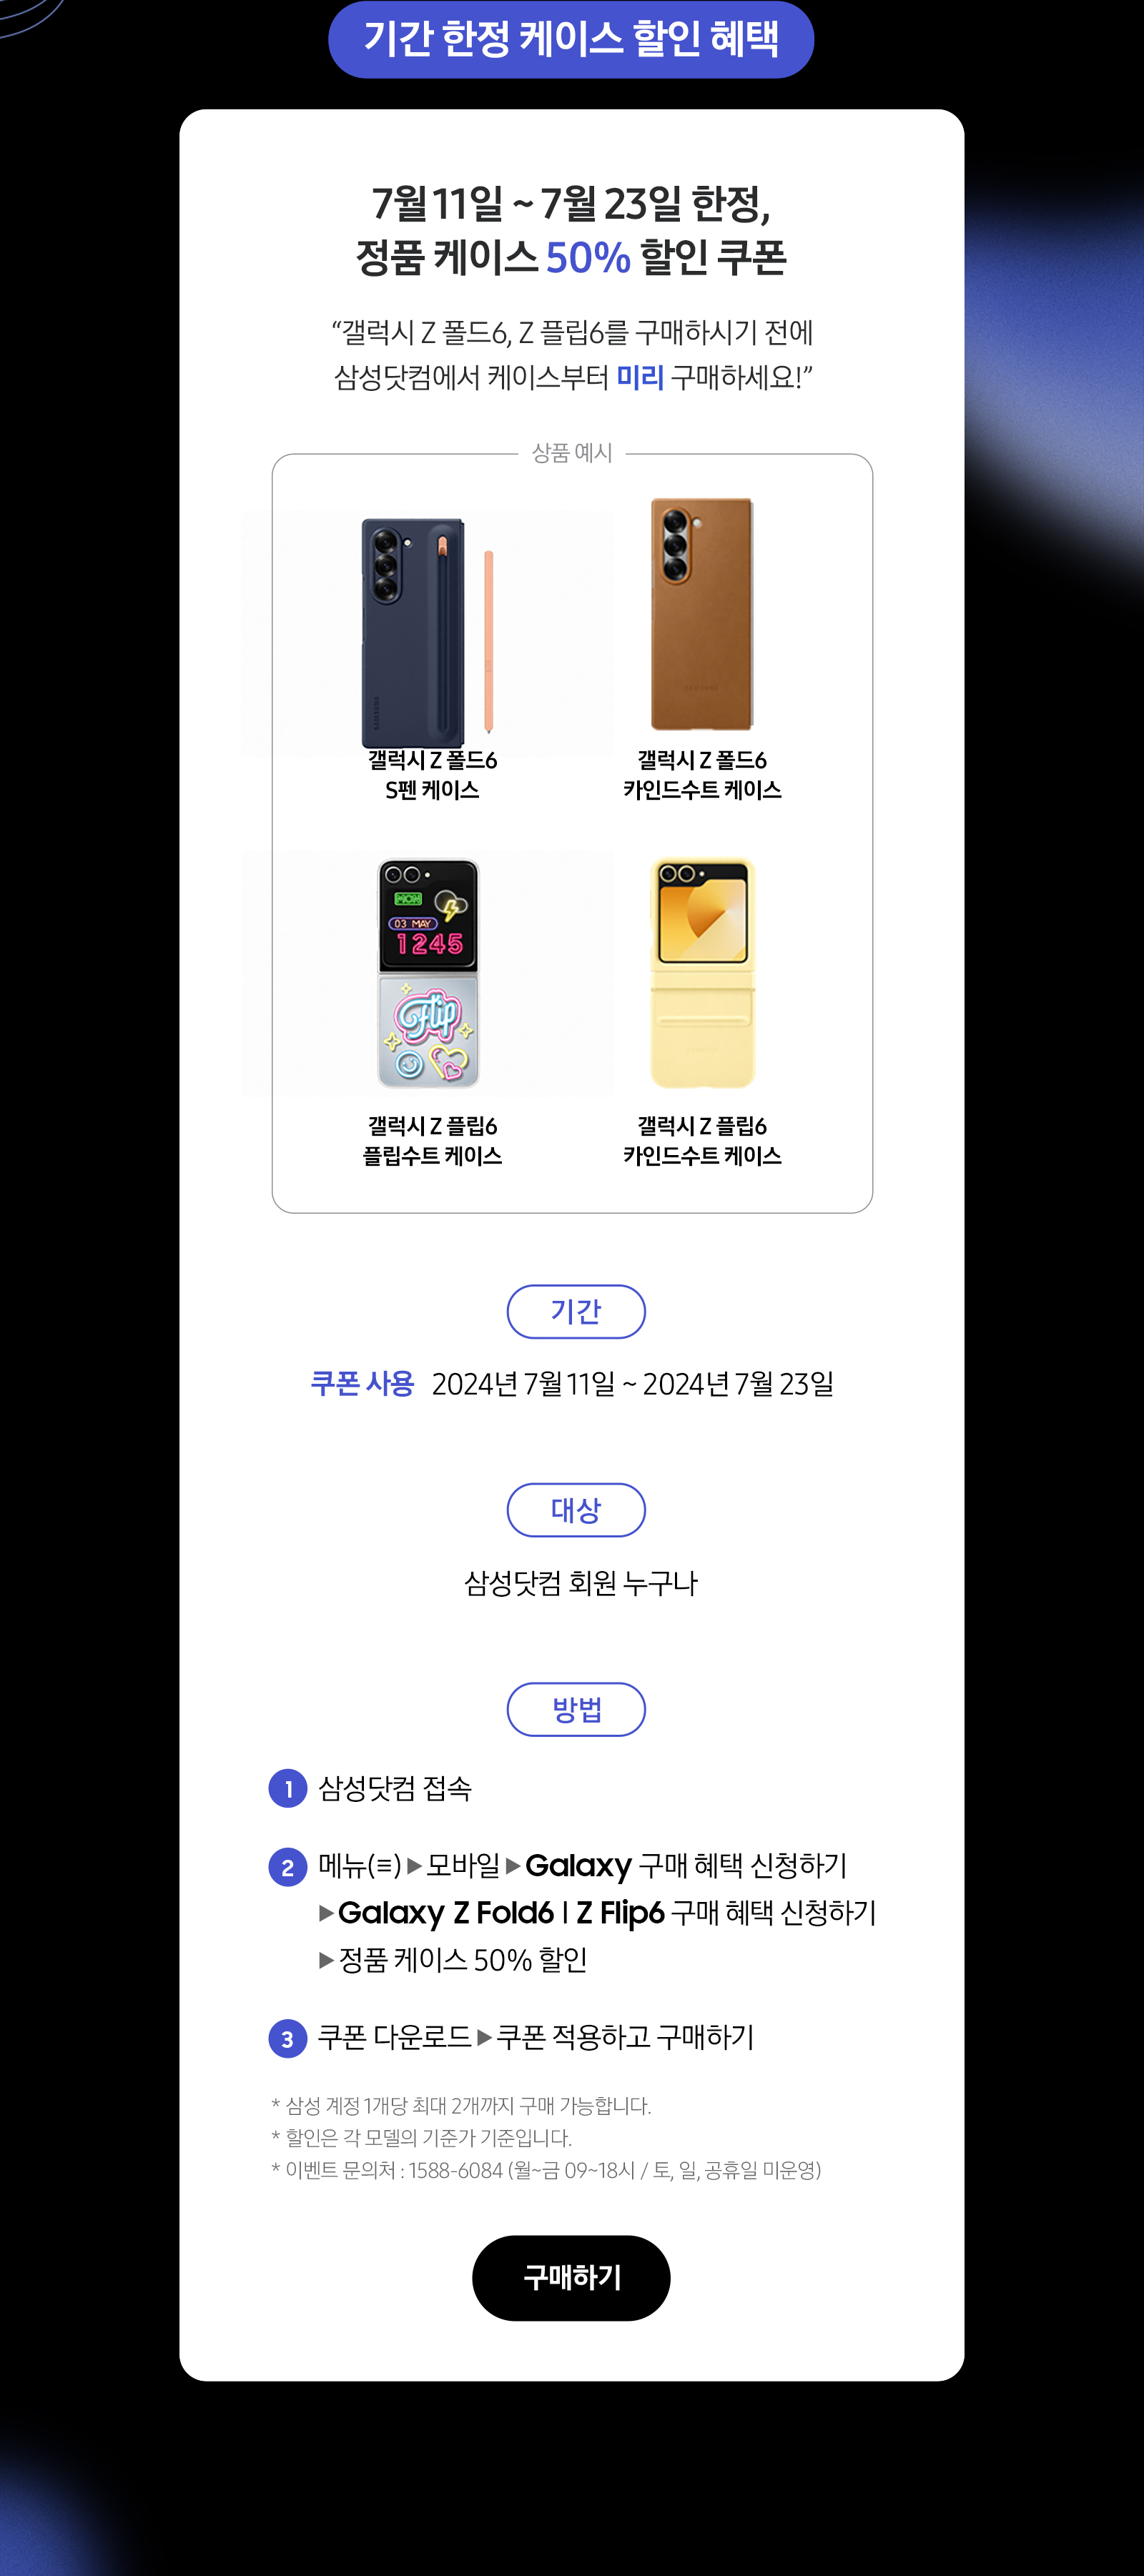 기간 한정 케이스 할인 혜택
7월 11일 ~ 7월 23일 한정,
정품 케이스 50% 할인 쿠폰
“갤럭시 Z 폴드6, Z 플립6를 구매하시기 전에
삼성닷컴에서 케이스부터 미리 구매하세요!”
상품 예시
SAMSUNG
SAMSUNG
갤럭시 Z 폴드6
S펜 케이스
갤럭시 Z 폴드6
카인드수트 케이스
MON
03 MAY
1245
Flip
갤럭시 Z 플립6
플립수트 케이스
갤럭시 Z 플립6
카인드수트 케이스
기간
쿠폰 사용 2024년 7월 11일 ~ 2024년 7월 23일
대상
삼성닷컴 회원 누구나
방법
1 삼성닷컴 접속
2 메뉴(≡) ▶ 모바일 ▶ Galaxy 구매 혜택 신청하기
▶ Galaxy Z Fold6 | Z Flip6 구매 혜택 신청하기
▶ 정품 케이스 50% 할인
3 쿠폰 다운로드 ▶ 쿠폰 적용하고 구매하기
* 삼성 계정 1개당 최대 2개까지 구매 가능합니다.
* 할인은 각 모델의 기준가 기준입니다.
* 이벤트 문의처 : 1588-6084 (월~금 09~18시 / 토, 일, 공휴일 미운영)
구매하기